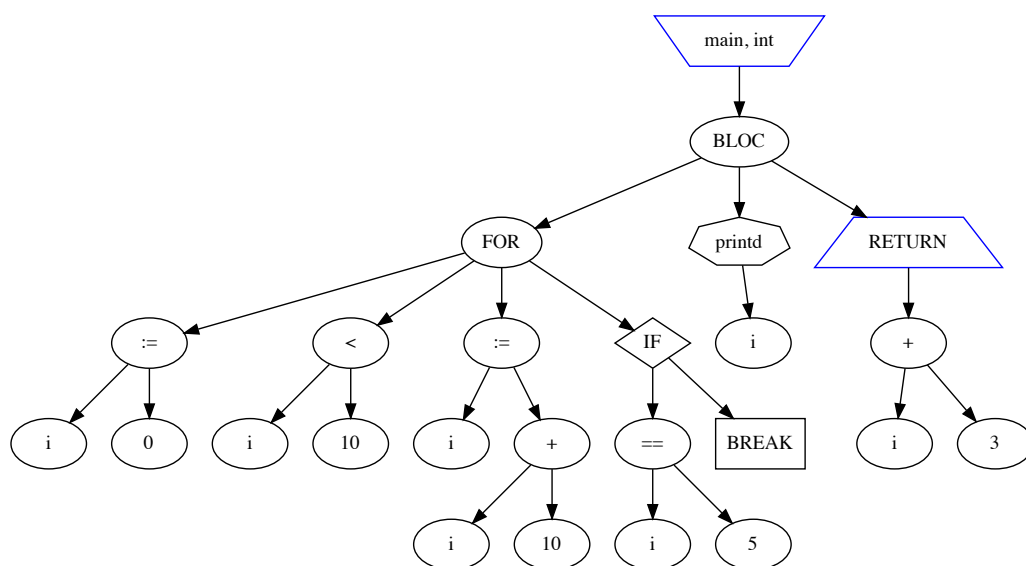 main, int
BLOC
FOR
printd
RETURN
:=
<
:=
IF
i
+
i
0
i
10
i
+
==
BREAK
i
3
i
10
i
5